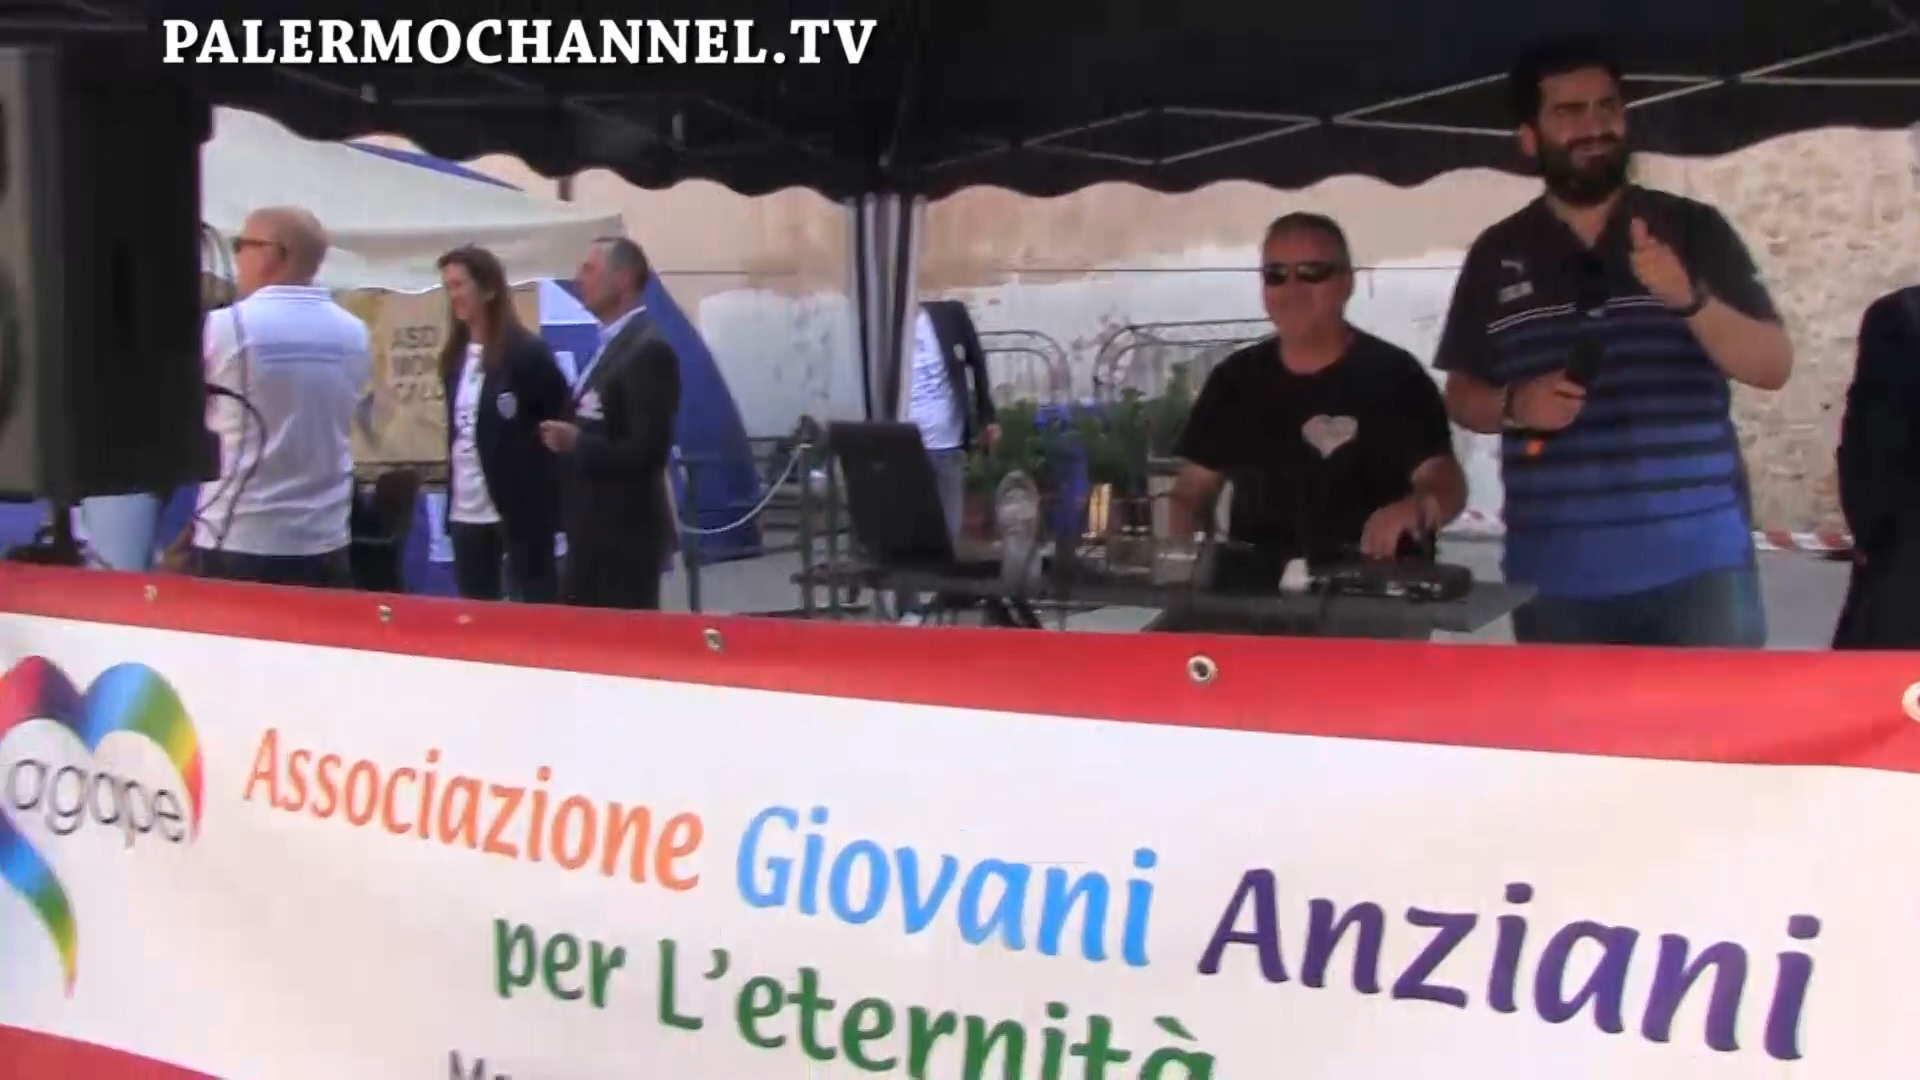 PALERMOCHANNEL.TV
agape
Associazione Giovani Anziani
per L'eternità